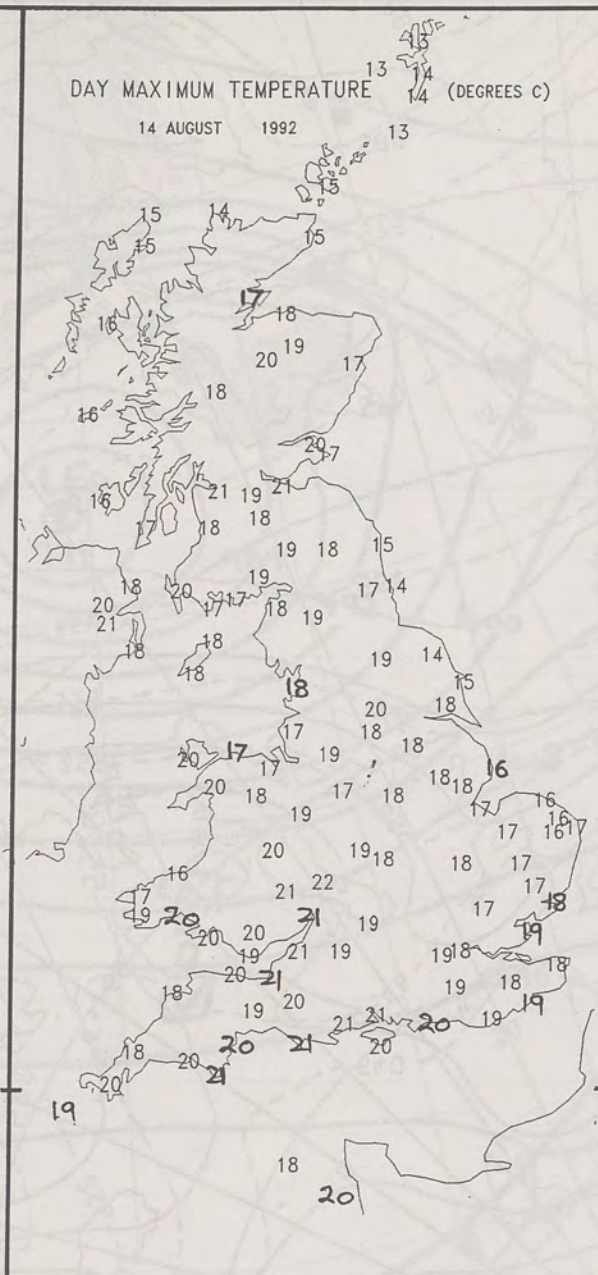 13
13
14
DAY MAXIMUM TEMPERATURE 14 (DEGREES C)
14 AUGUST 1992 13
15
15 14
15 15
17
18
16
19
20 17
18
16
20
17
21 19 21
16
17 18 18
19 18 15
18 20 19 17 14
20 17 17 18
21 19
18 18
19 14
18
18 15
20 18
17 18
17 19 18
20 17 16
20 18 17 18 18 18
19 17 16
16
17 16 17
20 19 18 18 17
16 22
21 17
17 18
19 20 21 17
20 20 19 19
19 21 19 19 18 18
20 21
18 19 18
20 19
19 21 21 20 19
20 21 20
18 20
20 21
19
18
20